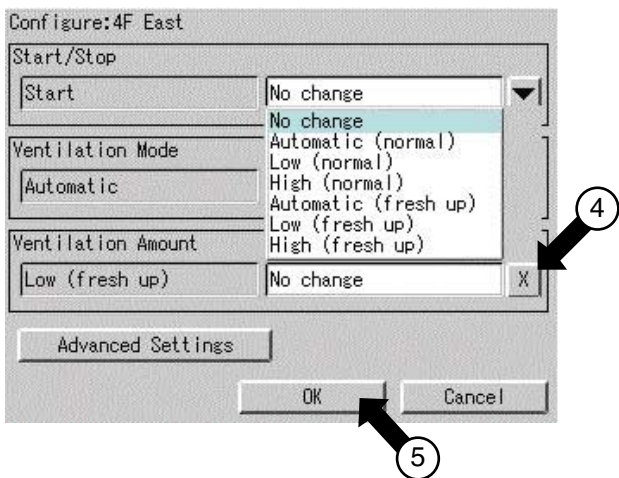 Configure:4F East
Start/Stop
Start
No change
No change
Automatic (normal)
Low (normal)
High (normal)
Automatic (fresh up)
Low (fresh up)
High (fresh up)
Ventilation Mode
Automatic
Ventilation Amount
Low (fresh up)
No change
X
4
Advanced Settings
OK
Cancel
5